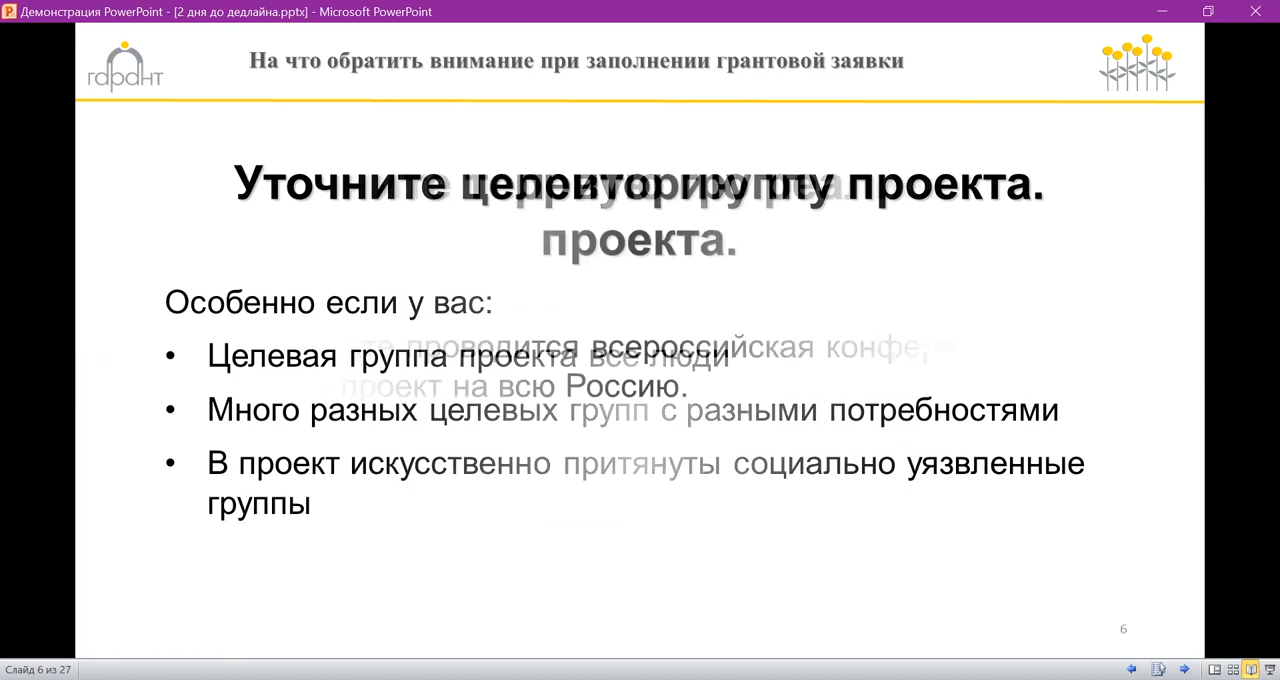 Демонстрация PowerPoint - [2 дня до дедлайна.pptx] - Microsoft PowerPoint
гарант
На что обратить внимание при заполнении грантовой заявки
Уточните группу проекта.
проекта.
Особенно если у вас:
проводится всероссийская
• Целевая группа проекта все люди
проект на всю Россию.
• Много разных целевых групп с разными потребностями
• В проект искусственно притянуты социально уязвленные
группы
6
Слайд 6 из 27